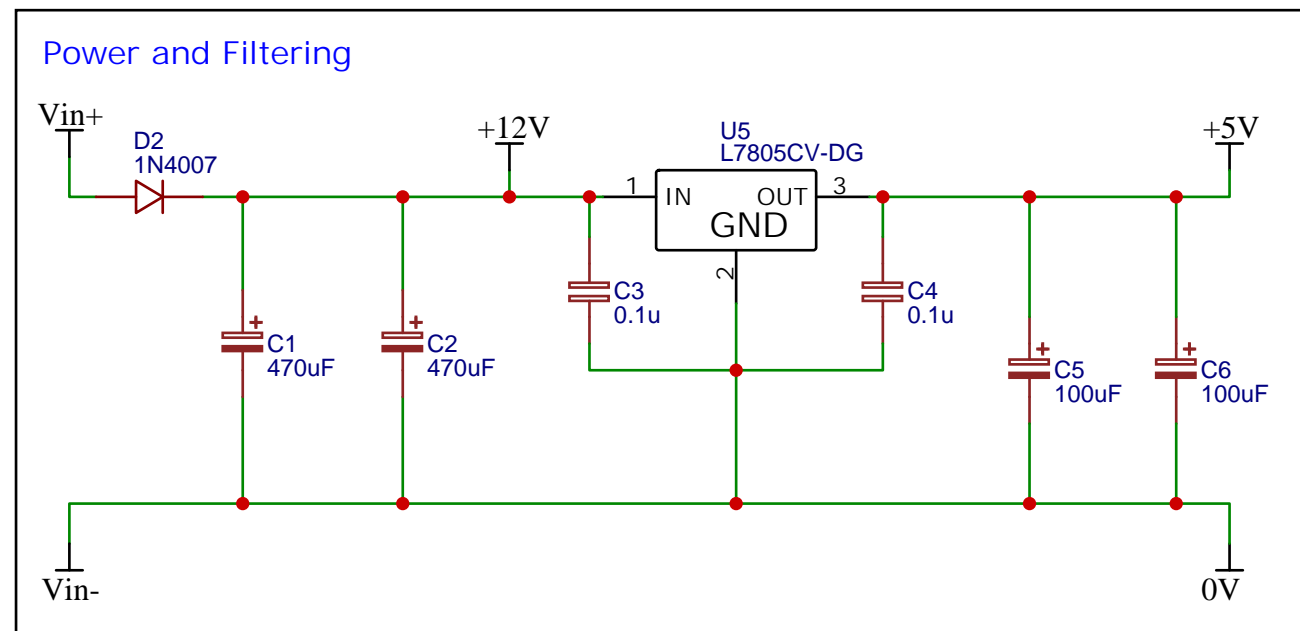 Power and Filtering
Vin+
D2
1N4007
+12V
U5
L7805CV-DG
+5V
1
IN
OUT
3
GND
2
C3
0.1u
C4
0.1u
+
C1
470uF
+
C2
470uF
+
C5
100uF
+
C6
100uF
Vin-
0V